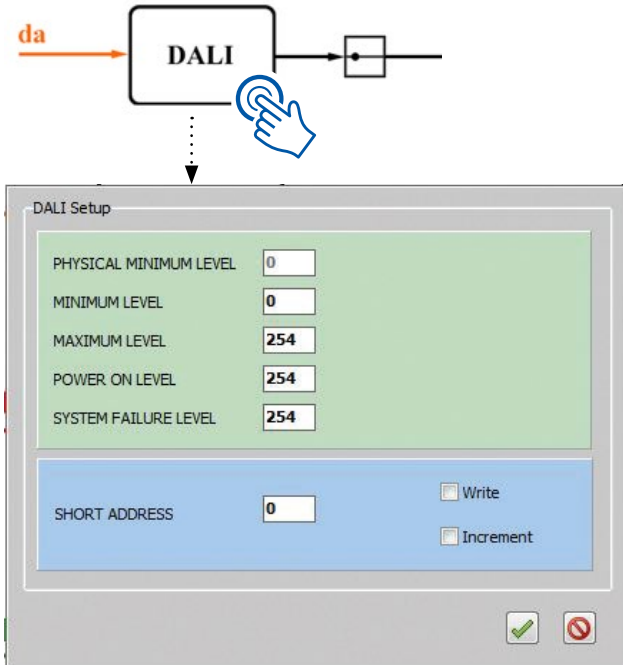 da
DALI
DALI Setup
PHYSICAL MINIMUM LEVEL 0
MINIMUM LEVEL 0
MAXIMUM LEVEL 254
POWER ON LEVEL 254
SYSTEM FAILURE LEVEL 254
SHORT ADDRESS 0
Write
Increment